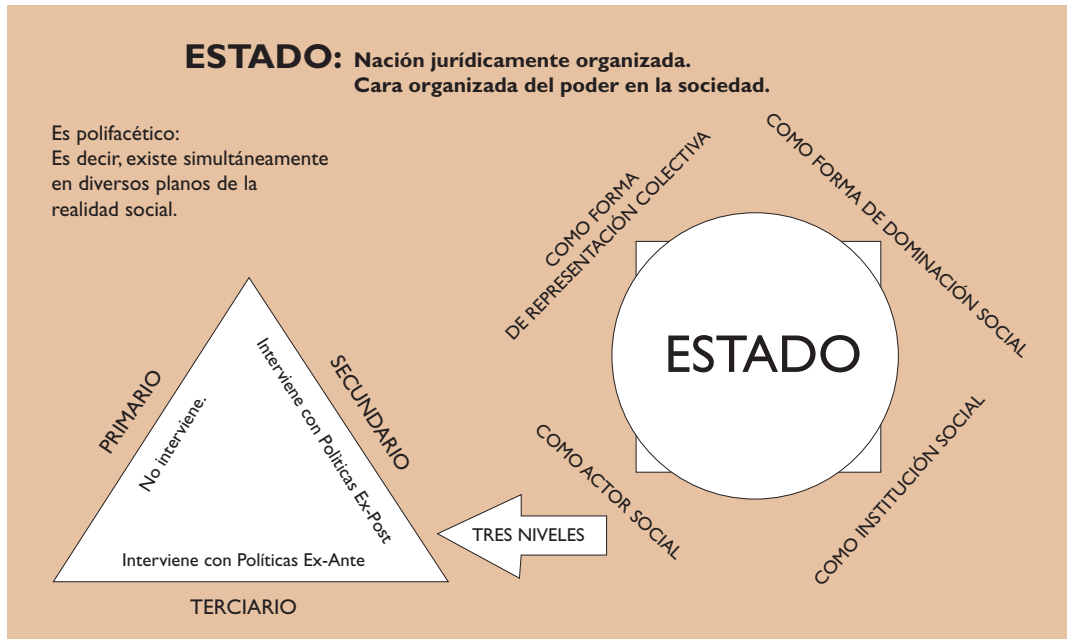 ESTADO: Nación jurídicamente organizada.
Cara organizada del poder en la sociedad.
Es polifacético:
Es decir, existe simultáneamente
en diversos planos de la
realidad social.
COMO FORMA
DE REPRESENTACIÓN COLECTIVA
COMO FORMA DE DOMINACIÓN SOCIAL
ESTADO
COMO ACTOR SOCIAL
COMO INSTITUCIÓN SOCIAL
TRES NIVELES
PRIMARIO
No interviene.
SECUNDARIO
Interviene con Políticas Ex-Post
Interviene con Políticas Ex-Ante
TERCIARIO